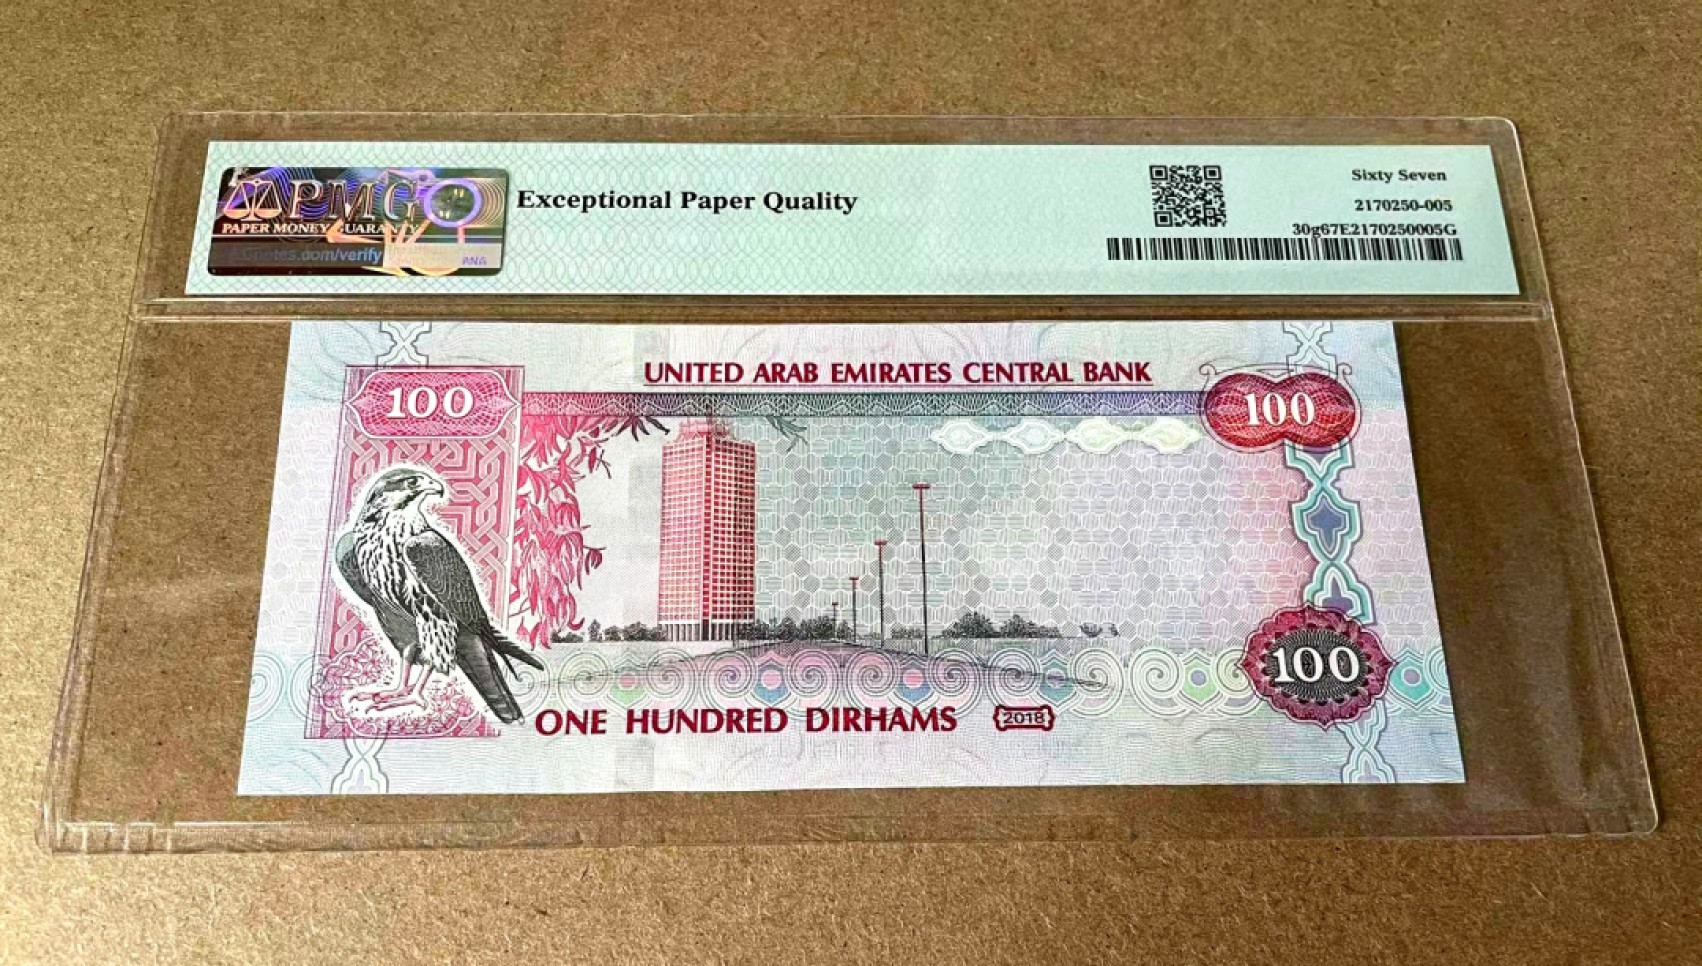 PMG
PAPER MONEY GUARANTY
Exceptional Paper Quality
Sixty Seven
2170250-005
30g67E2170250005G
UNITED ARAB EMIRATES CENTRAL BANK
100
100
100
ONE HUNDRED DIRHAMS
2018